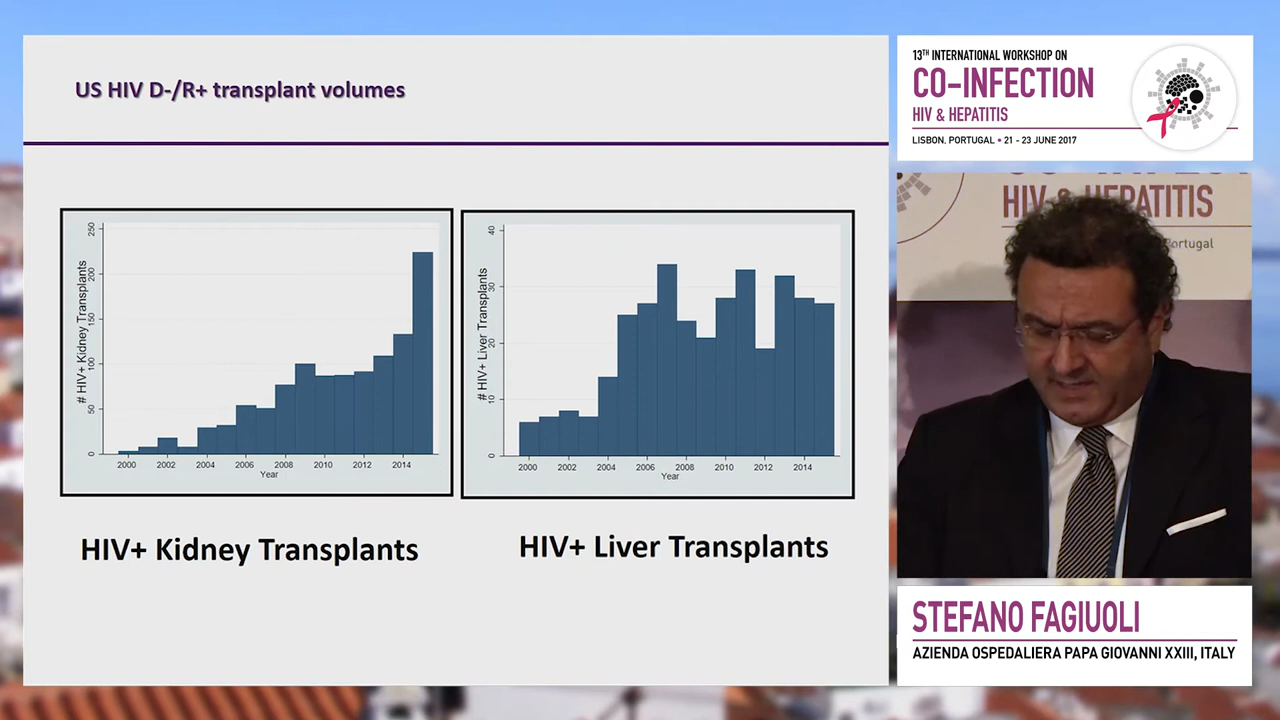 US HIV D-/R+ transplant volumes
# HIV+ Kidney Transplants
0
50
100
150
200
250
2000
2002
2004
2006
2008
2010
2012
2014
Year
HIV+ Kidney Transplants
# HIV+ Liver Transplants
0
10
20
30
40
2000
2002
2004
2006
2008
2010
2012
2014
Year
HIV+ Liver Transplants
13TH INTERNATIONAL WORKSHOP ON
CO-INFECTION
HIV & HEPATITIS
LISBON, PORTUGAL • 21 - 23 JUNE 2017
HIV & HEPATITIS
Portugal
STEFANO FAGIUOLI
AZIENDA OSPEDALIERA PAPA GIOVANNI XXIII, ITALY